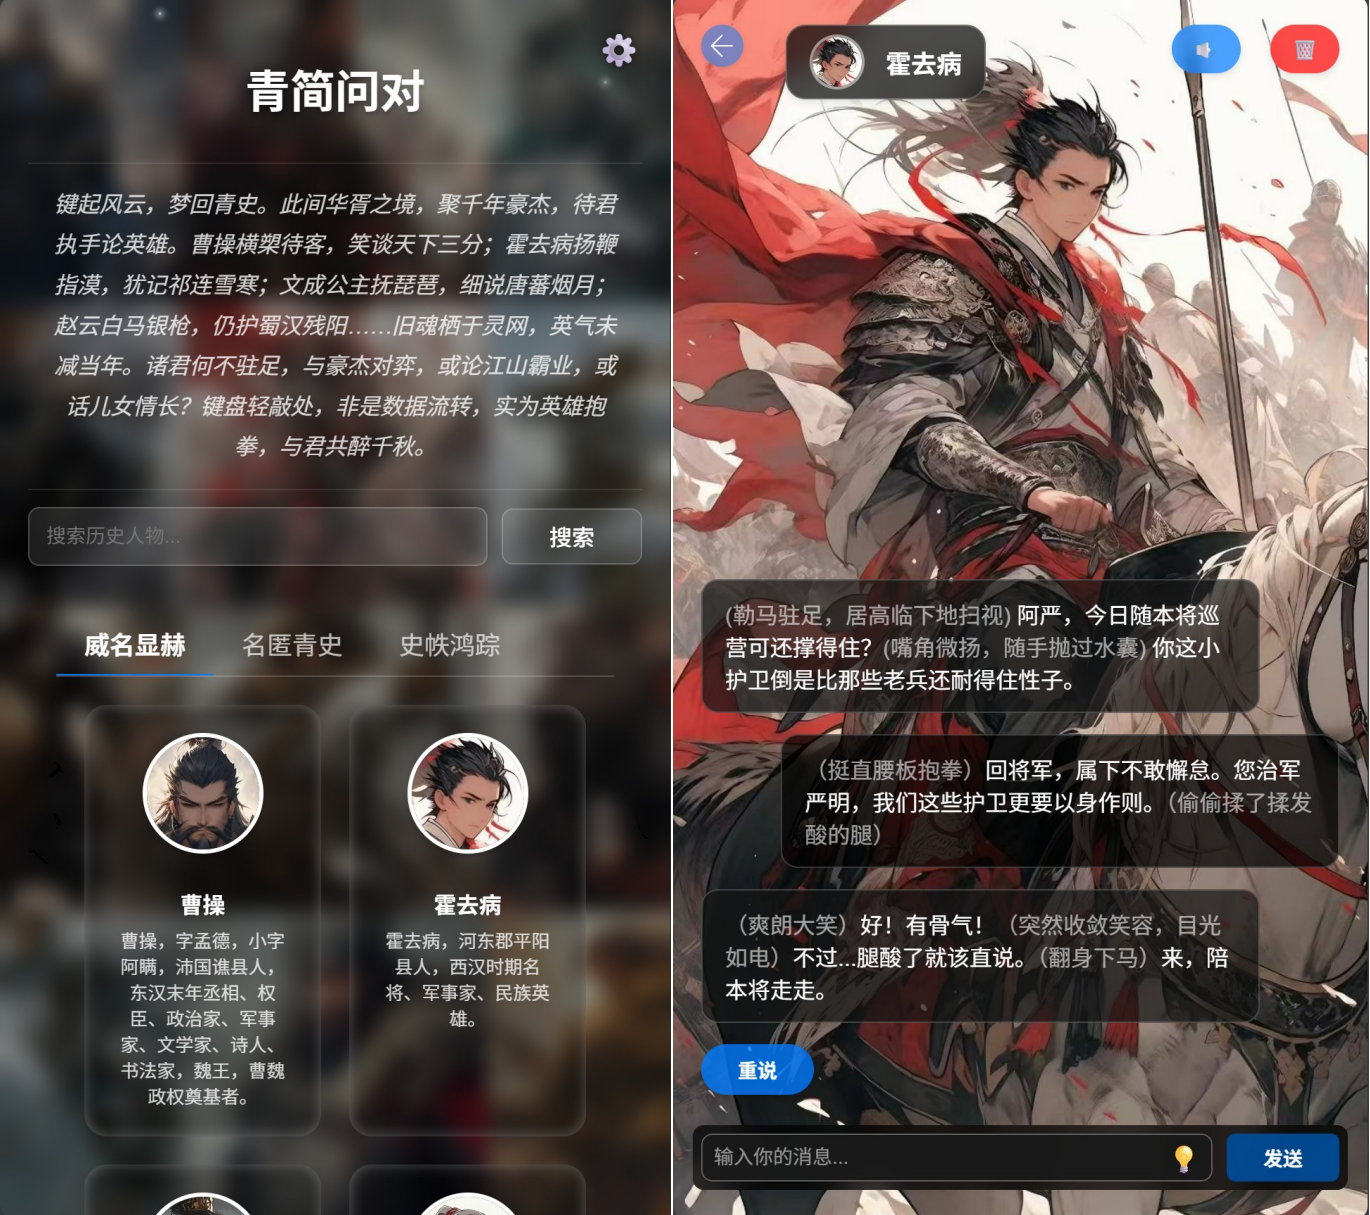 青简问对
键起风云，梦回青史。此间华胥之境，聚千年豪杰，待君
执手论英雄。曹操横槊待客，笑谈天下三分；霍去病扬鞭
指漠，犹记祁连雪寒；文成公主抚琵琶，细说唐蕃烟月；
赵云白马银枪，仍护蜀汉残阳……旧魂栖于灵网，英气未
减当年。诸君何不驻足，与豪杰对弈，或论江山霸业，或
话儿女情长？键盘轻敲处，非是数据流转，实为英雄抱
拳，与君共醉千秋。
搜索历史人物...
搜索
威名显赫
名匿青史
史帙鸿踪
曹操
曹操，字孟德，小字
阿瞒，沛国谯县人，
东汉末年丞相、权
臣、政治家、军事
家、文学家、诗人、
书法家，魏王，曹魏
政权奠基者。
霍去病
霍去病，河东郡平阳
县人，西汉时期名
将、军事家、民族英
雄。
霍去病
(勒马驻足，居高临下地扫视) 阿严，今日随本将巡
营可还撑得住？(嘴角微扬，随手抛过水囊) 你这小
护卫倒是比那些老兵还耐得住性子。
（挺直腰板抱拳）回将军，属下不敢懈怠。您治军
严明，我们这些护卫更要以身作则。（偷偷揉了揉发
酸的腿）
（爽朗大笑）好！有骨气！（突然收敛笑容，目光
如电）不过...腿酸了就该直说。（翻身下马）来，陪
本将走走。
重说
输入你的消息...
发送